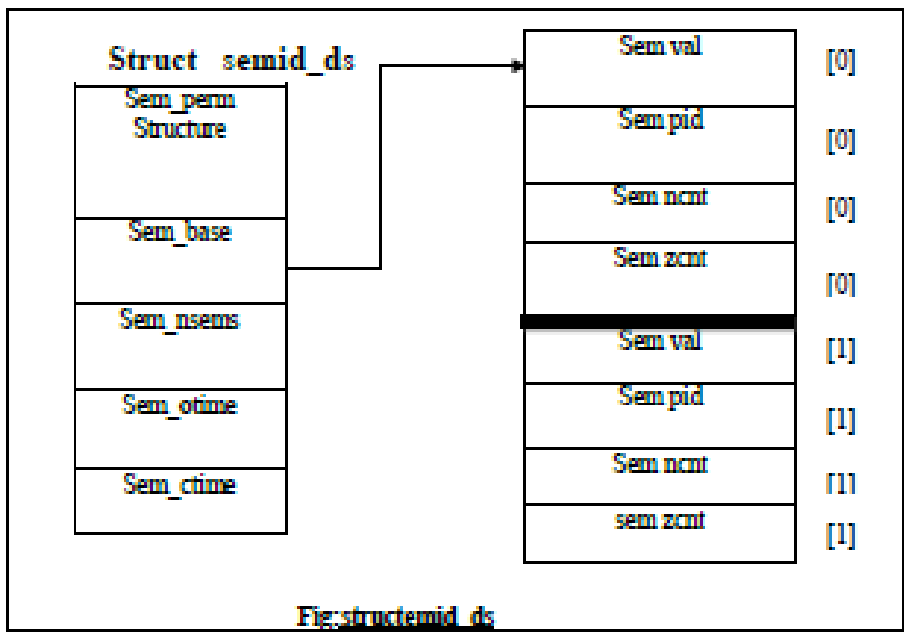 Struct semid_ds
Sem_perm
Structure
Sem_base
Sem_nsems
Sem_otime
Sem_ctime
Sem val [0]
Sem pid [0]
Sem ncnt [0]
Sem zcnt [0]
Sem val [1]
Sem pid [1]
Sem ncnt [1]
sem zcnt [1]
Fig:structemid_ds